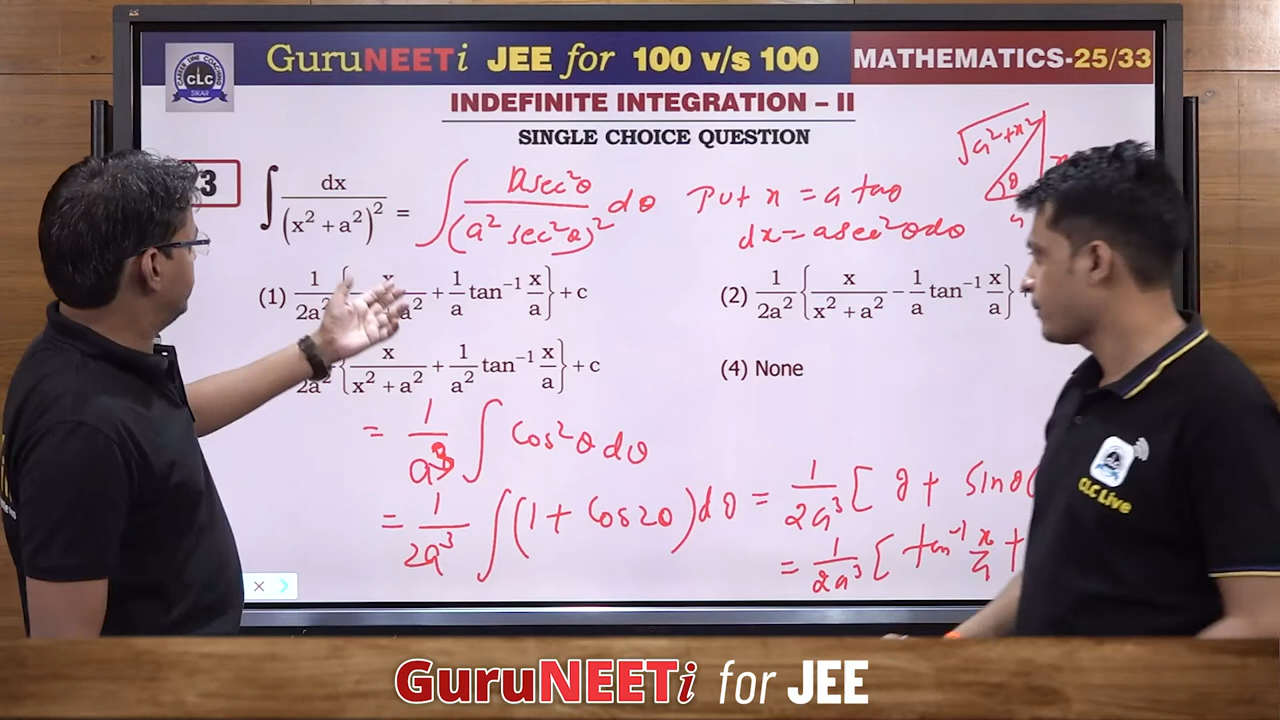 GuruNEETi JEE for 100 v/s 100 MATHEMATICS-25/33
CLC
SIKAR
INDEFINITE INTEGRATION – II
SINGLE CHOICE QUESTION
√a²+x²
θ
3
∫ dx/(x² + a²)² = ∫ a sec²θ/(a² sec²θ)² dθ Put x = a tanθ
dx = a sec²θ dθ
(1) 1/2a² { x/a² + 1/a tan⁻¹ x/a } + c
(2) 1/2a² { x/x² + a² − 1/a tan⁻¹ x/a }
2a² { x/x² + a² + 1/a² tan⁻¹ x/a } + c
(4) None
= 1/a³ ∫ cos²θ dθ
= 1/2a³ ∫ (1 + cos2θ) dθ = 1/2a³ [ θ + sinθ
= 1/2a³ [ tan⁻¹ x/a +
CLC Live
GuruNEETi for JEE